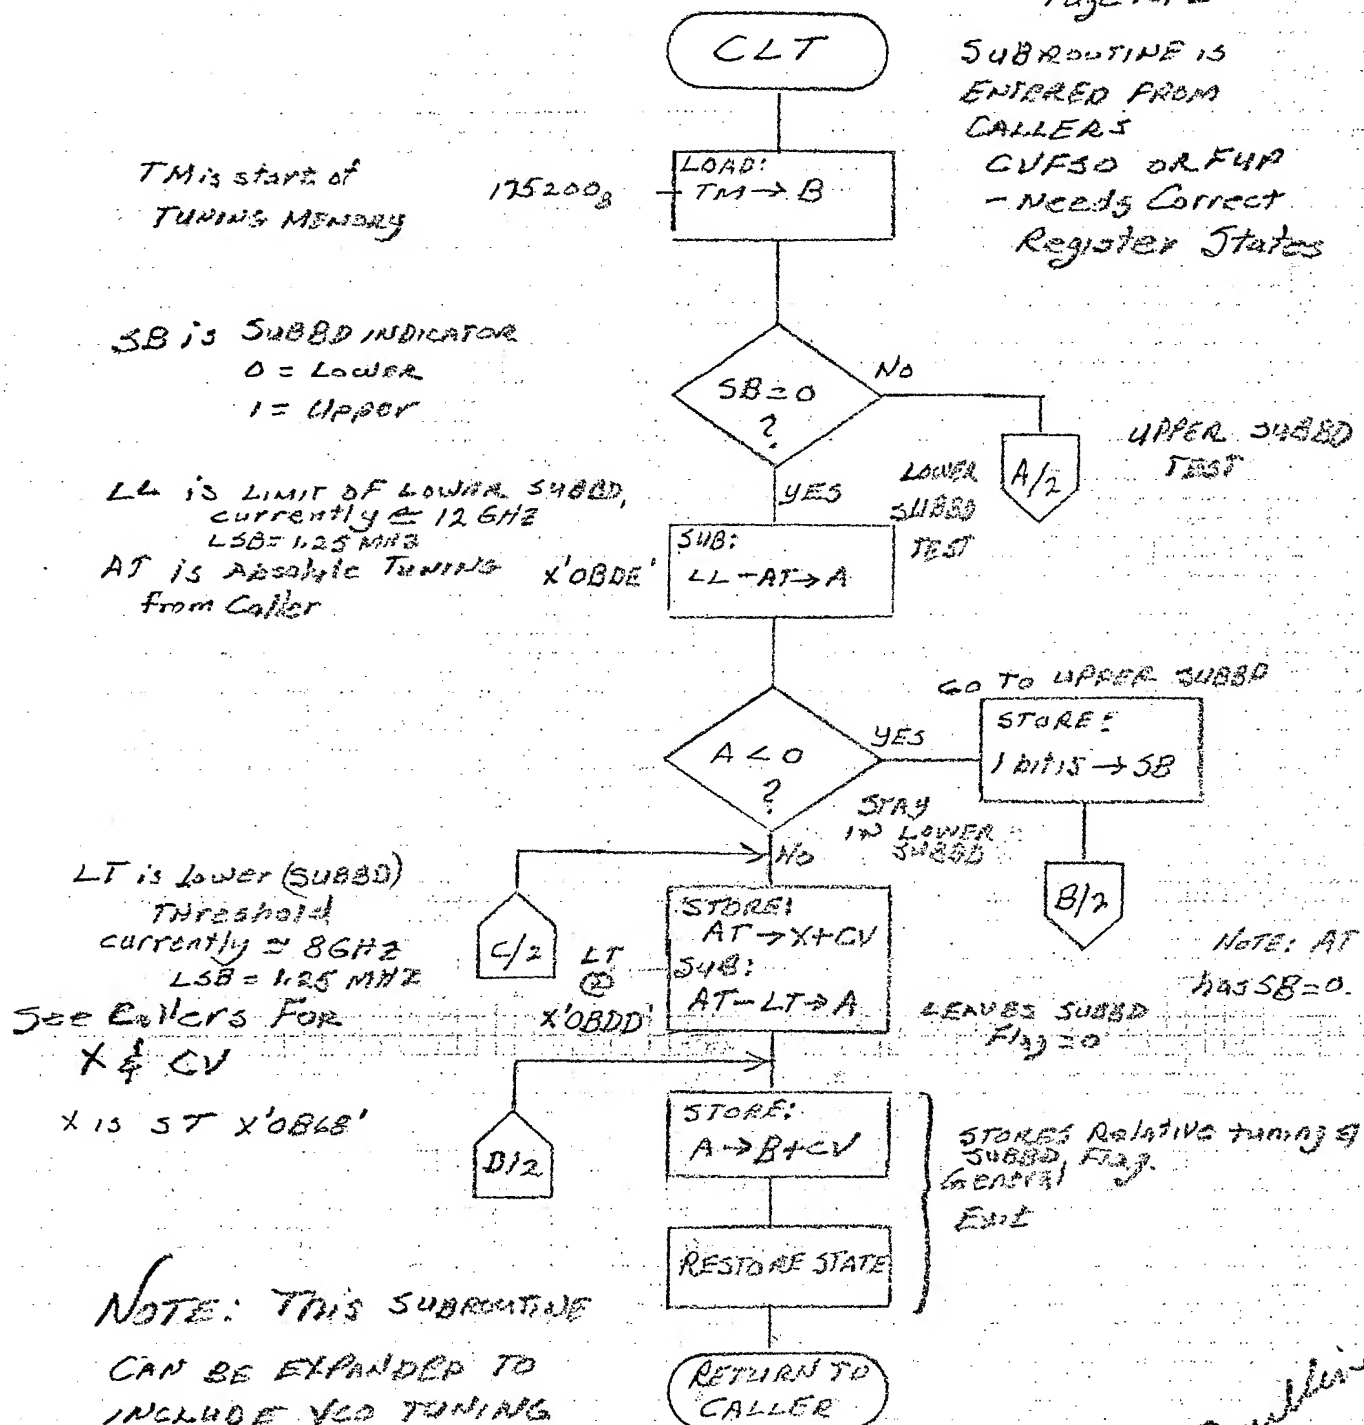 CLT
SUBROUTINE IS
ENTERED FROM
CALLERS
CVFSO OR F4P
- Needs Correct
Register States
TM is start of
TUNING MEMORY
175200₈
LOAD:
TM → B
SB is SUBBD INDICATOR
0 = Lower
1 = Upper
SB = 0
?
NO
YES
A/2
UPPER SUBBD
TEST
LOWER
SUBBD
TEST
LL is LIMIT OF LOWER SUBBD,
currently ≅ 12 GHZ
LSB = 1.25 MHZ
AT is Absolute Tuning
from Caller
X'0BDE'
SUB:
LL - AT → A
A < 0
?
YES
GO TO UPPER SUBBD
STORE:
1 bit 15 → SB
B/2
STAY
IN LOWER
SUBBD
NO
LT is Lower (SUBBD)
Threshold
currently ≅ 8 GHZ
LSB = 1.25 MHZ
See Callers For
X & CV
X is ST X'0B68'
C/2
LT
@
X'0BDD'
STORE:
AT → X+CV
SUB:
AT - LT → A
NOTE: AT
has SB=0.
LEAVES SUBBD
Flag = 0
D/2
STORE:
A → B+CV
RESTORE STATE
STORES Relative tuning &
SUBBD Flag.
General
Exit
NOTE: This SUBROUTINE
CAN BE EXPANDED TO
INCLUDE VCO TUNING
RETURN TO
CALLER